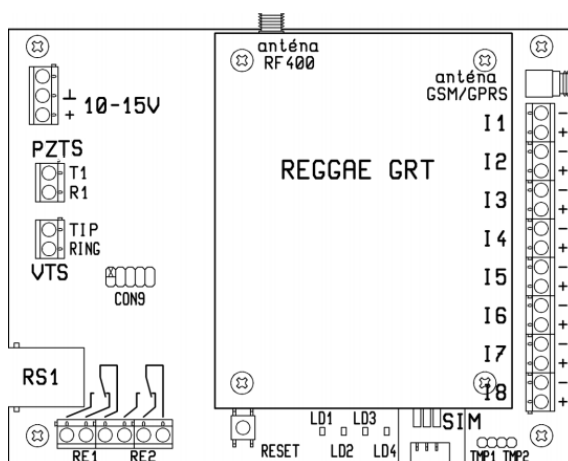 anténa
RF400
anténa
GSM/GPRS
⊥ 10-15V
+
PZTS
T1
R1
TIP
RING
VTS
CON9
REGGAE GRT
I1 - +
I2 - +
I3 - +
I4 - +
I5 - +
I6 - +
I7 - +
I8 - +
RS1
RE1 RE2
RESET
LD1 LD3
LD2 LD4
SIM
TMP1 TMP2
X